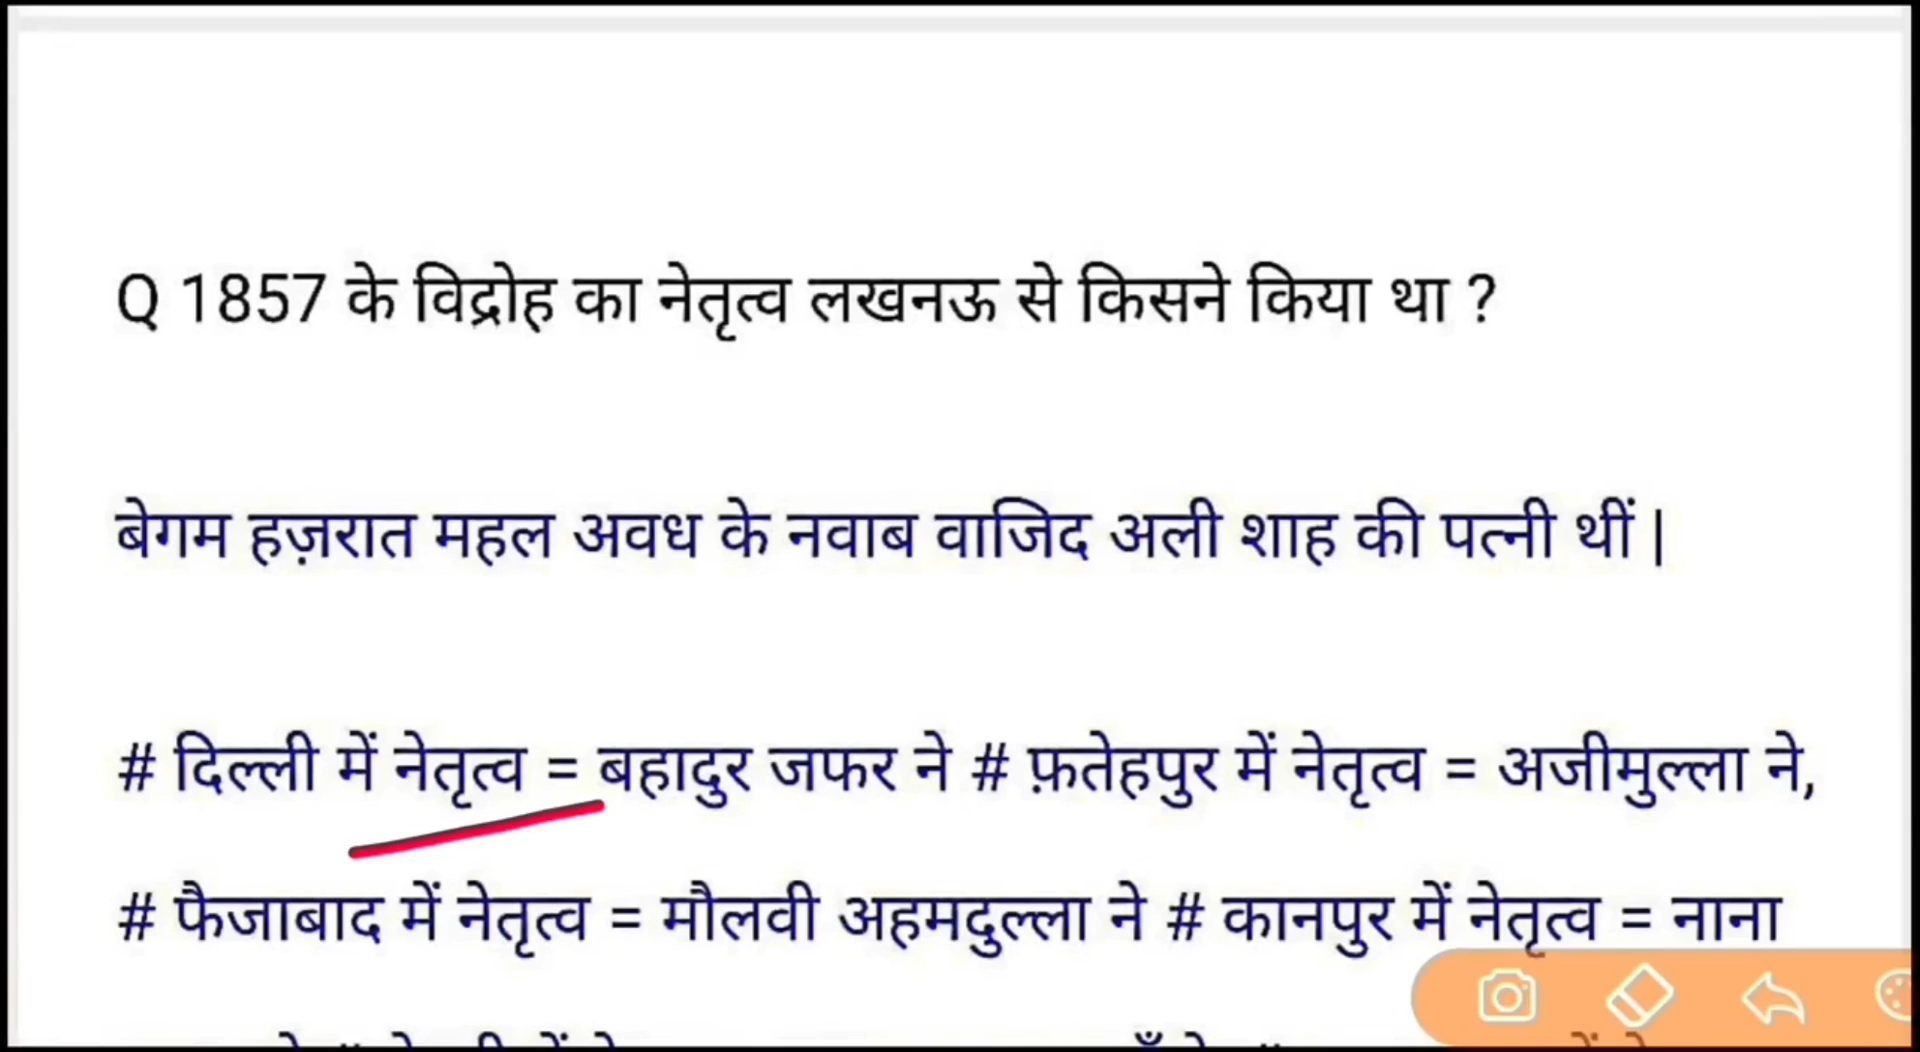 Q 1857 के विद्रोह का नेतृत्व लखनऊ से किसने किया था ?
बेगम हज़रात महल अवध के नवाब वाजिद अली शाह की पत्नी थीं |
# दिल्ली में नेतृत्व = बहादुर जफर ने # फ़तेहपुर में नेतृत्व = अजीमुल्ला ने,
# फैजाबाद में नेतृत्व = मौलवी अहमदुल्ला ने # कानपुर में नेतृत्व = नाना